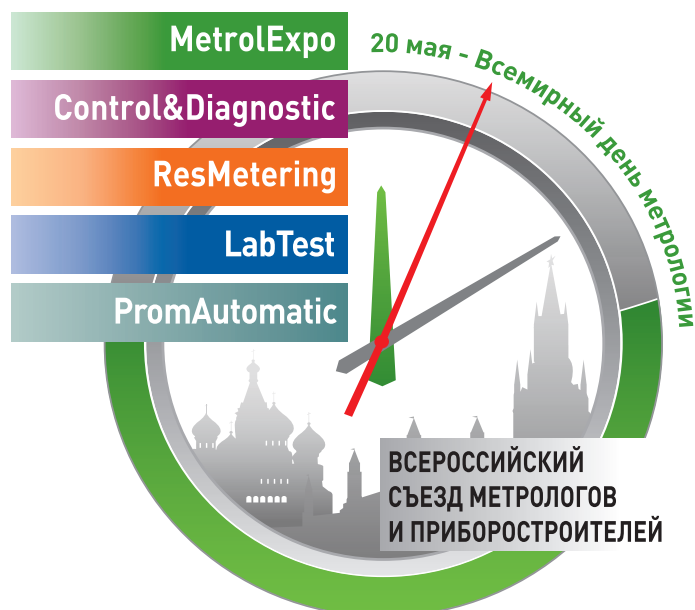 MetrolExpo
20 мая - Всемирный день метрологии
Control&Diagnostic
ResMetering
LabTest
PromAutomatic
ВСЕРОССИЙСКИЙ
СЪЕЗД МЕТРОЛОГОВ
И ПРИБОРОСТРОИТЕЛЕЙ